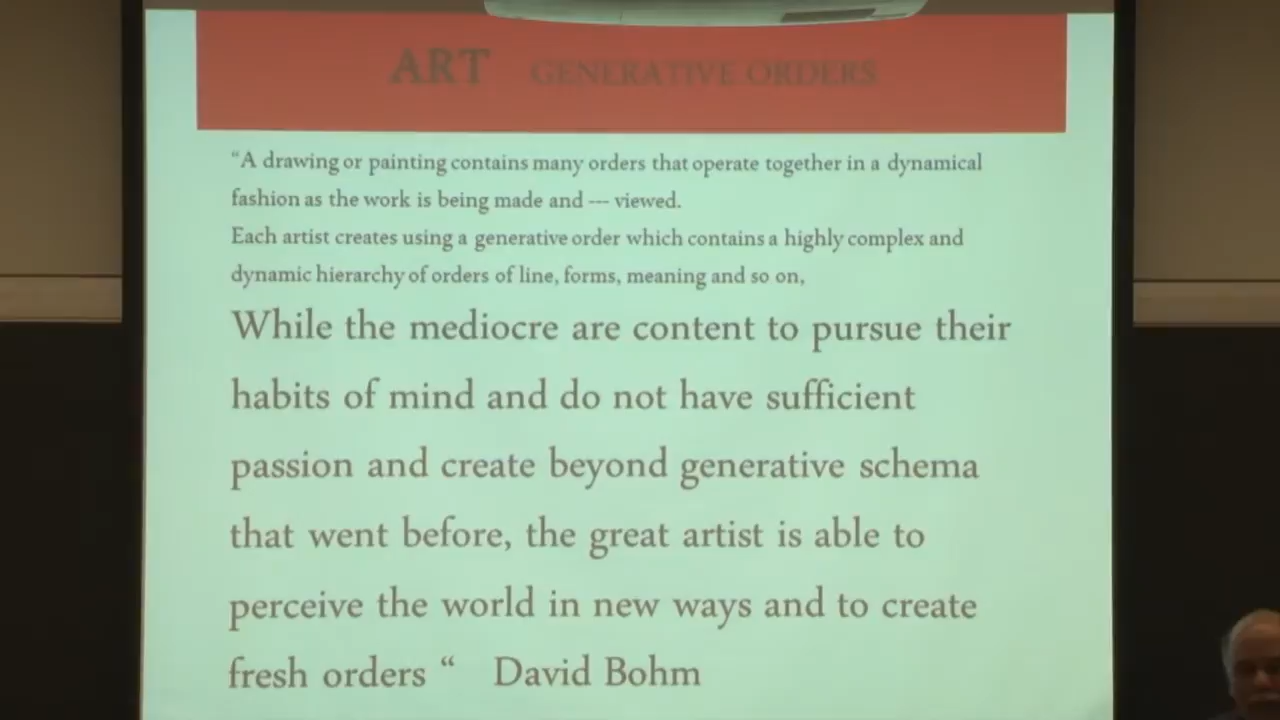 ART GENERATIVE ORDERS
“A drawing or painting contains many orders that operate together in a dynamical
fashion as the work is being made and --- viewed.
Each artist creates using a generative order which contains a highly complex and
dynamic hierarchy of orders of line, forms, meaning and so on,
While the mediocre are content to pursue their
habits of mind and do not have sufficient
passion and create beyond generative schema
that went before, the great artist is able to
perceive the world in new ways and to create
fresh orders “ David Bohm